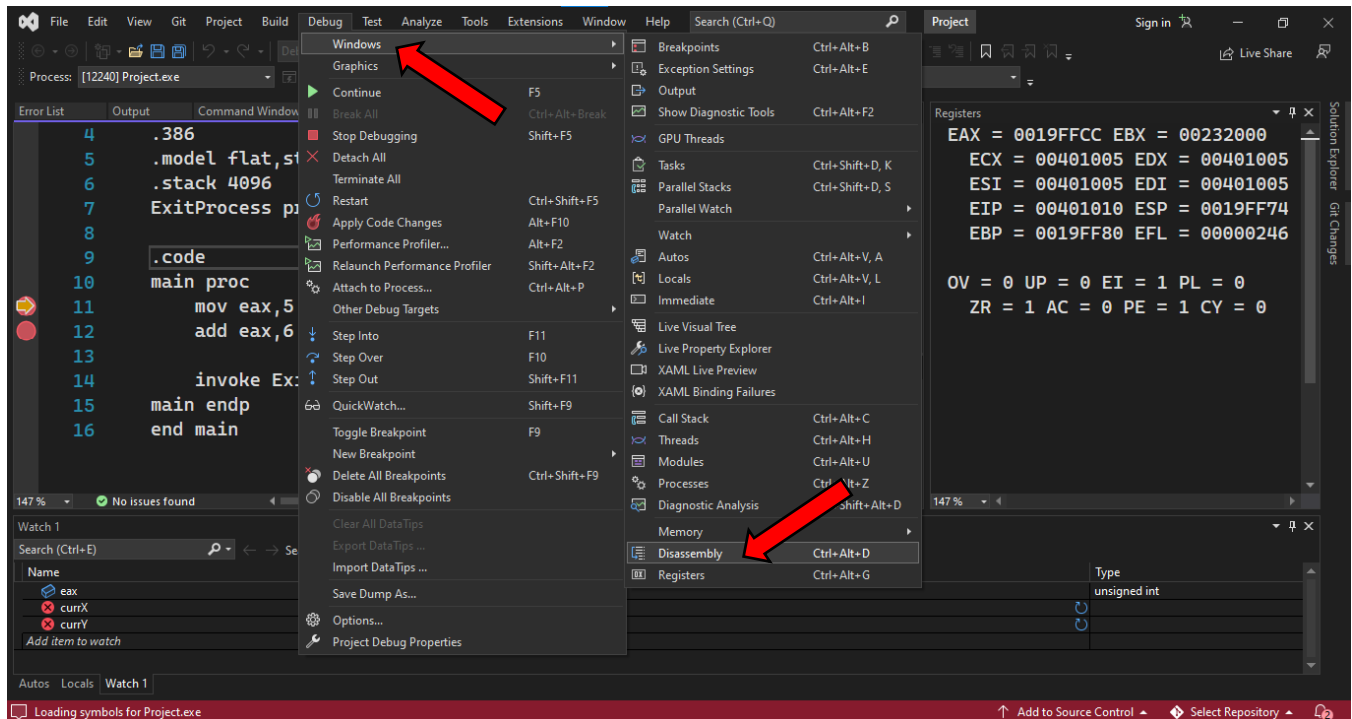 File Edit View Git Project Build Debug Test Analyze Tools Extensions Window Help Search (Ctrl+Q) Project Sign in
Live Share
Process: [12240] Project.exe
Error List Output Command Window
4 .386
5 .model flat,st
6 .stack 4096
7 ExitProcess pr
8
9 .code
10 main proc
11 mov eax,5
12 add eax,6
13
14 invoke Exi
15 main endp
16 end main
147 % No issues found
Windows
Graphics
Continue F5
Break All Ctrl+Alt+Break
Stop Debugging Shift+F5
Detach All
Terminate All
Restart Ctrl+Shift+F5
Apply Code Changes Alt+F10
Performance Profiler... Alt+F2
Relaunch Performance Profiler Shift+Alt+F2
Attach to Process... Ctrl+Alt+P
Other Debug Targets
Step Into F11
Step Over F10
Step Out Shift+F11
QuickWatch... Shift+F9
Toggle Breakpoint F9
New Breakpoint
Delete All Breakpoints Ctrl+Shift+F9
Disable All Breakpoints
Clear All DataTips
Export DataTips ...
Import DataTips ...
Save Dump As...
Options...
Project Debug Properties
Breakpoints Ctrl+Alt+B
Exception Settings Ctrl+Alt+E
Output
Show Diagnostic Tools Ctrl+Alt+F2
GPU Threads
Tasks Ctrl+Shift+D, K
Parallel Stacks Ctrl+Shift+D, S
Parallel Watch
Watch
Autos Ctrl+Alt+V, A
Locals Ctrl+Alt+V, L
Immediate Ctrl+Alt+I
Live Visual Tree
Live Property Explorer
XAML Live Preview
XAML Binding Failures
Call Stack Ctrl+Alt+C
Threads Ctrl+Alt+H
Modules Ctrl+Alt+U
Processes
Diagnostic Analysis Shift+Alt+D
Memory
Disassembly Ctrl+Alt+D
Registers Ctrl+Alt+G
Registers
EAX = 0019FFCC EBX = 00232000
ECX = 00401005 EDX = 00401005
ESI = 00401005 EDI = 00401005
EIP = 00401010 ESP = 0019FF74
EBP = 0019FF80 EFL = 00000246
OV = 0 UP = 0 EI = 1 PL = 0
ZR = 1 AC = 0 PE = 1 CY = 0
147 %
Solution Explorer
Git Changes
Watch 1
Search (Ctrl+E)
Name Type
eax unsigned int
currX
currY
Add item to watch
Autos Locals Watch 1
Loading symbols for Project.exe Add to Source Control Select Repository